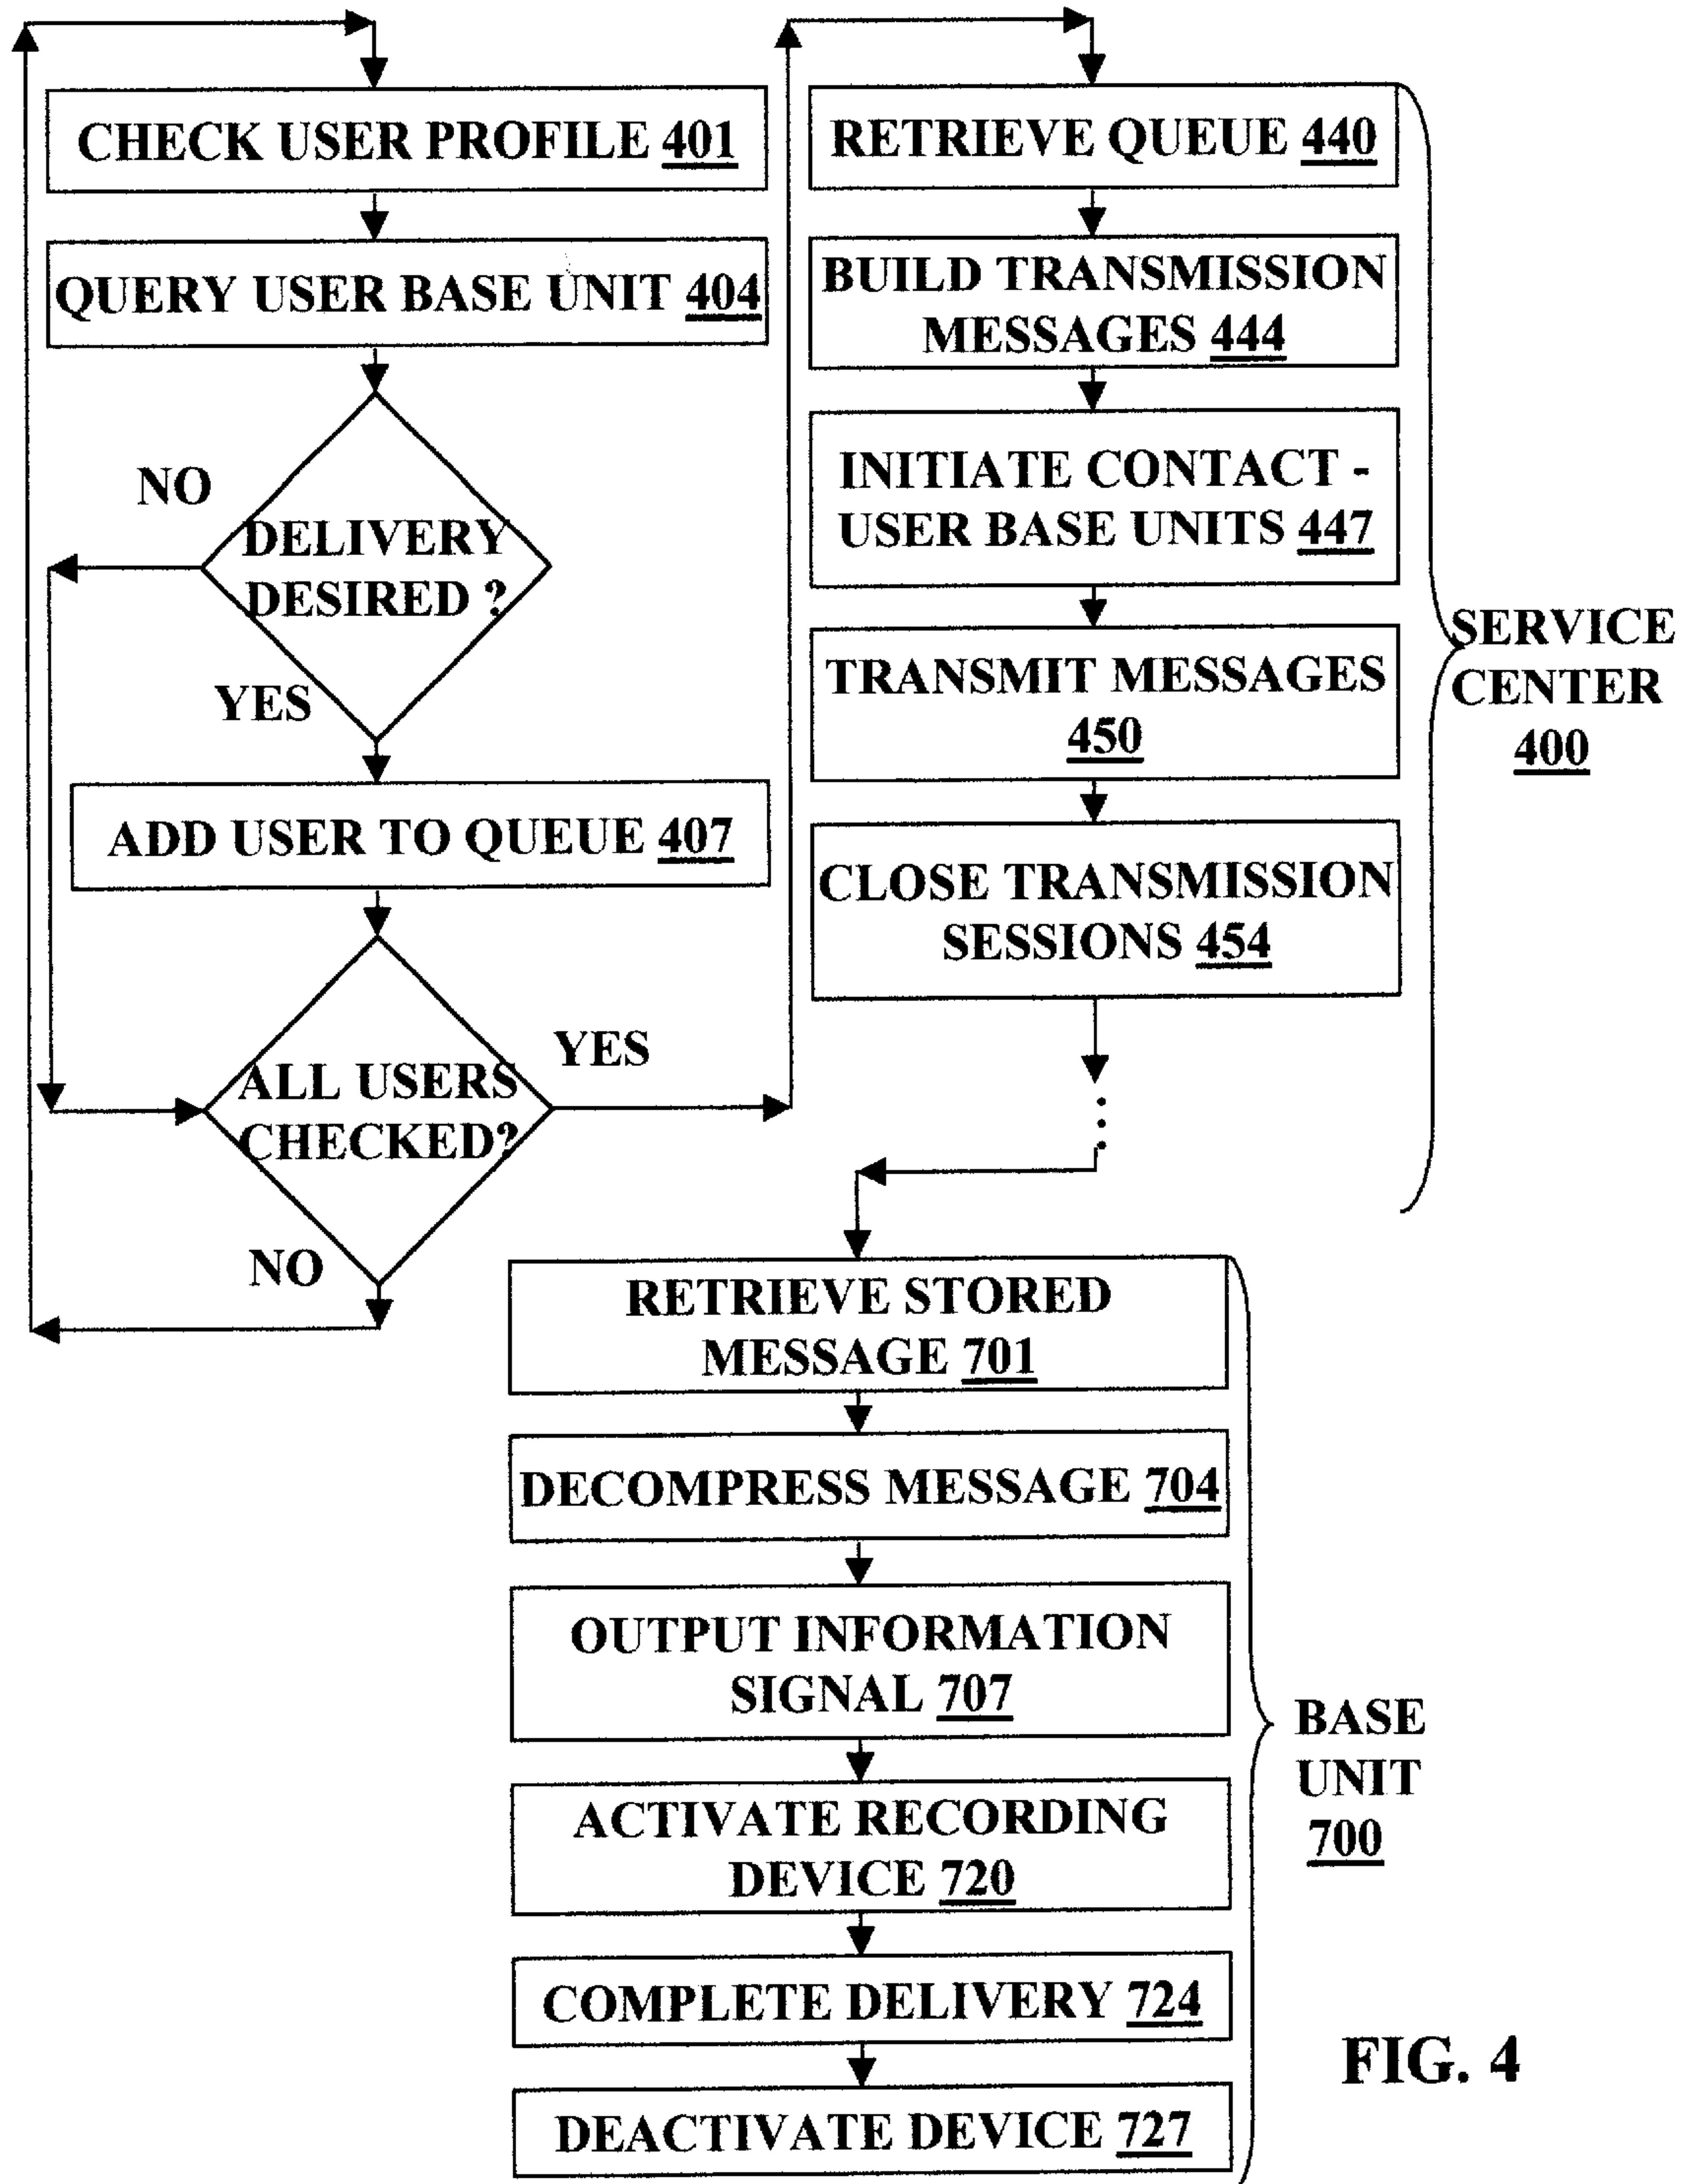 CHECK USER PROFILE 401
QUERY USER BASE UNIT 404
NO
DELIVERY
DESIRED ?
YES
ADD USER TO QUEUE 407
ALL USERS
CHECKED?
YES
NO
RETRIEVE QUEUE 440
BUILD TRANSMISSION
MESSAGES 444
INITIATE CONTACT -
USER BASE UNITS 447
TRANSMIT MESSAGES
450
CLOSE TRANSMISSION
SESSIONS 454
SERVICE
CENTER
400
RETRIEVE STORED
MESSAGE 701
DECOMPRESS MESSAGE 704
OUTPUT INFORMATION
SIGNAL 707
ACTIVATE RECORDING
DEVICE 720
COMPLETE DELIVERY 724
DEACTIVATE DEVICE 727
BASE
UNIT
700
FIG. 4